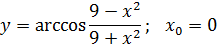 y = arccos (9 − x²)/(9 + x²);   x₀ = 0